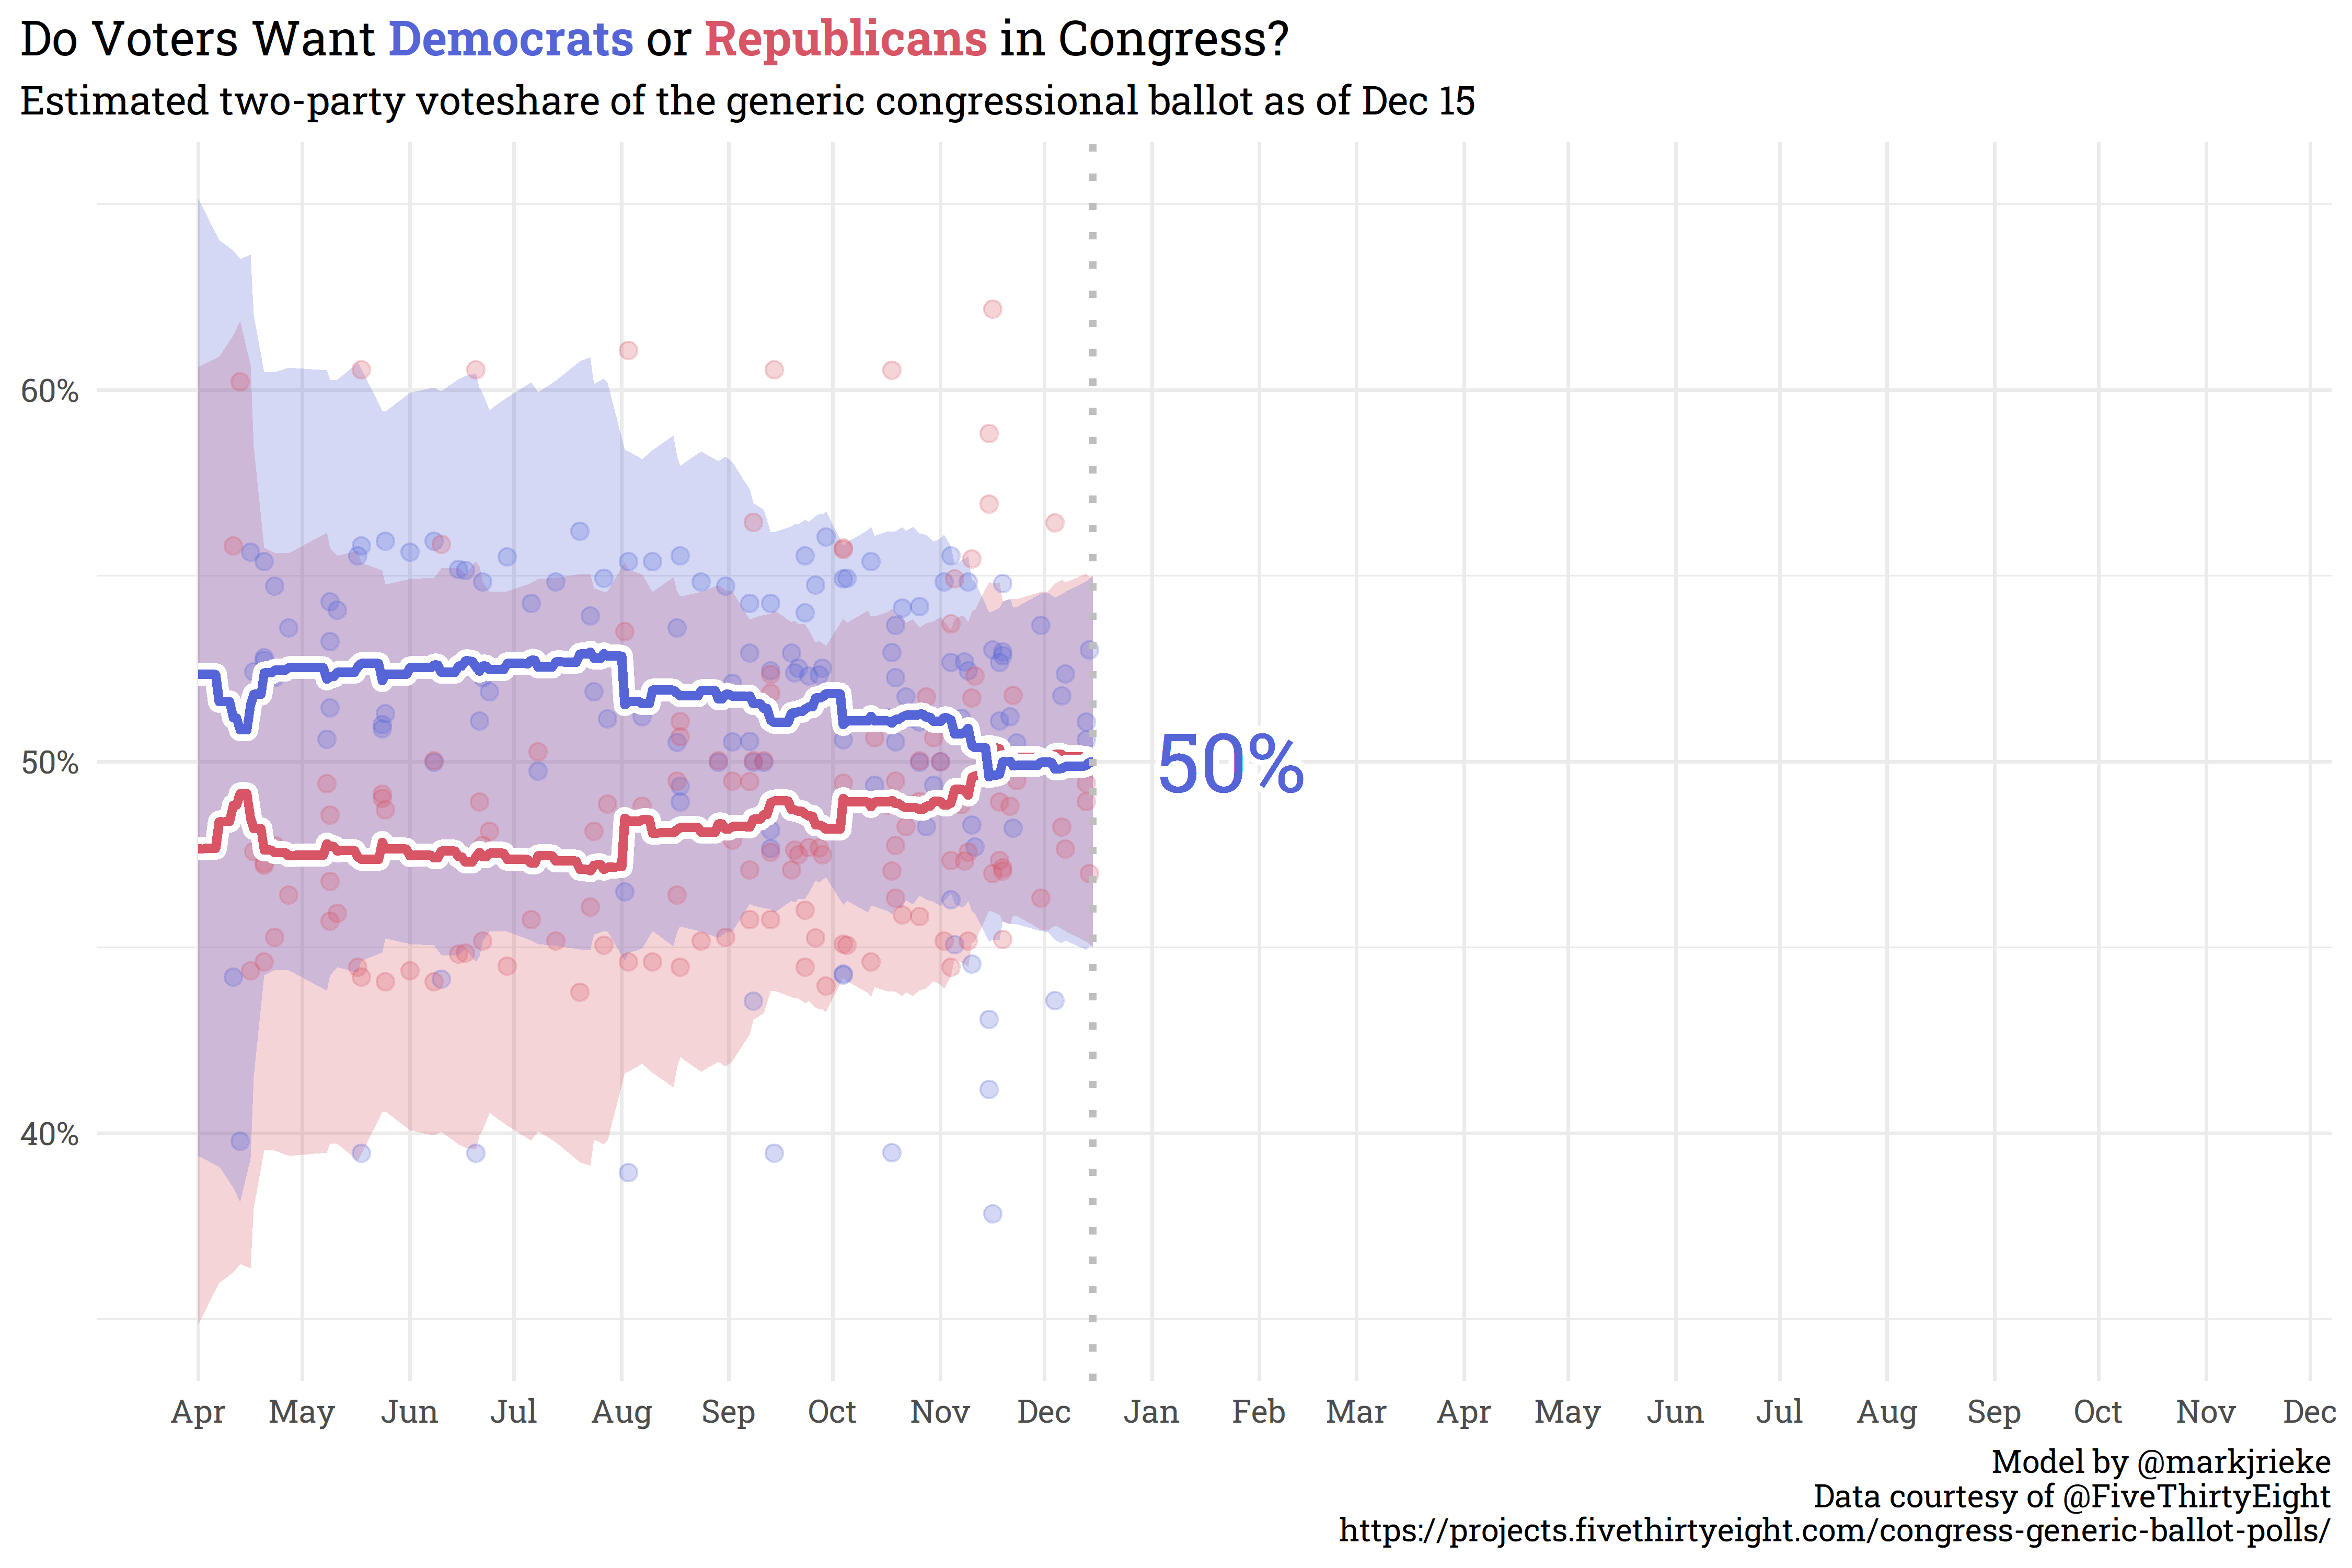 Do Voters Want Democrats or Republicans in Congress?
Estimated two-party voteshare of the generic congressional ballot as of Dec 15
60%
50%
40%
50%
Apr May Jun Jul Aug Sep Oct Nov Dec Jan Feb Mar Apr May Jun Jul Aug Sep Oct Nov Dec
Model by @markjrieke
Data courtesy of @FiveThirtyEight
https://projects.fivethirtyeight.com/congress-generic-ballot-polls/